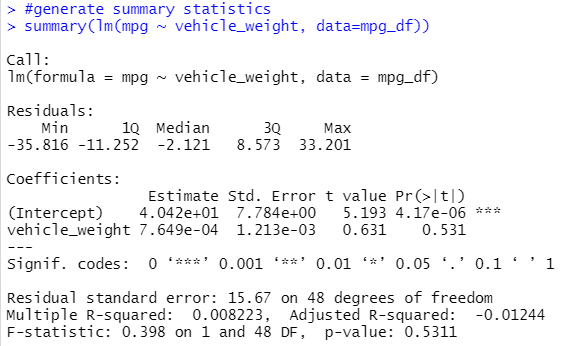 > #generate summary statistics
> summary(lm(mpg ~ vehicle_weight, data=mpg_df))
Call:
lm(formula = mpg ~ vehicle_weight, data = mpg_df)
Residuals:
    Min      1Q  Median      3Q     Max
-35.816 -11.252  -2.121   8.573  33.201
Coefficients:
                Estimate Std. Error t value Pr(>|t|)
(Intercept)    4.042e+01  7.784e+00   5.193 4.17e-06 ***
vehicle_weight 7.649e-04  1.213e-03   0.631    0.531
---
Signif. codes:  0 ‘***’ 0.001 ‘**’ 0.01 ‘*’ 0.05 ‘.’ 0.1 ‘ ’ 1
Residual standard error: 15.67 on 48 degrees of freedom
Multiple R-squared:  0.008223,	Adjusted R-squared:  -0.01244
F-statistic: 0.398 on 1 and 48 DF,  p-value: 0.5311